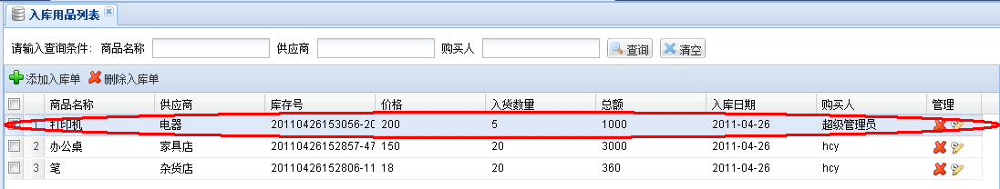 入库用品列表
请输入查询条件: 商品名称 供应商 购买人 查询 清空
添加入库单 删除入库单
商品名称 供应商 库存号 价格 入货数量 总额 入库日期 购买人 管理
1 打印机 电器 20110426153056-20 200 5 1000 2011-04-26 超级管理员
2 办公桌 家具店 20110426152857-47 150 20 3000 2011-04-26 hcy
3 笔 杂货店 20110426152806-11 18 20 360 2011-04-26 hcy